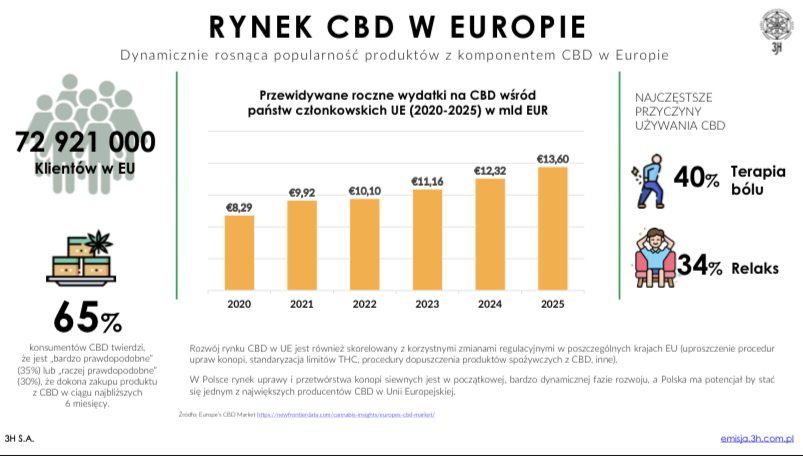 RYNEK CBD W EUROPIE
Dynamicznie rosnąca popularność produktów z komponentem CBD w Europie
3H
72 921 000
Klientów w EU
65%
konsumentów CBD twierdzi,
że jest „bardzo prawdopodobne”
(35%) lub „raczej prawdopodobne”
(30%), że dokona zakupu produktu
z CBD w ciągu najbliższych
6 miesięcy.
Przewidywane roczne wydatki na CBD wśród
państw członkowskich UE (2020-2025) w mld EUR
€8,29
€9,92
€10,10
€11,16
€12,32
€13,60
2020
2021
2022
2023
2024
2025
NAJCZĘSTSZE
PRZYCZYNY
UŻYWANIA CBD
40% Terapia
bólu
34% Relaks
Rozwój rynku CBD w UE jest również skorelowany z korzystnymi zmianami regulacyjnymi w poszczególnych krajach EU (uproszczenie procedur
upraw konopi, standaryzacja limitów THC, procedury dopuszczenia produktów spożywczych z CBD, inne).
W Polsce rynek uprawy i przetwórstwa konopi siewnych jest w początkowej, bardzo dynamicznej fazie rozwoju, a Polska ma potencjał by stać
się jednym z największych producentów CBD w Unii Europejskiej.
Źródło: Europe's CBD Market https://newfrontierdata.com/cannabis-insights/europes-cbd-market/
3H S.A.
emisja.3h.com.pl